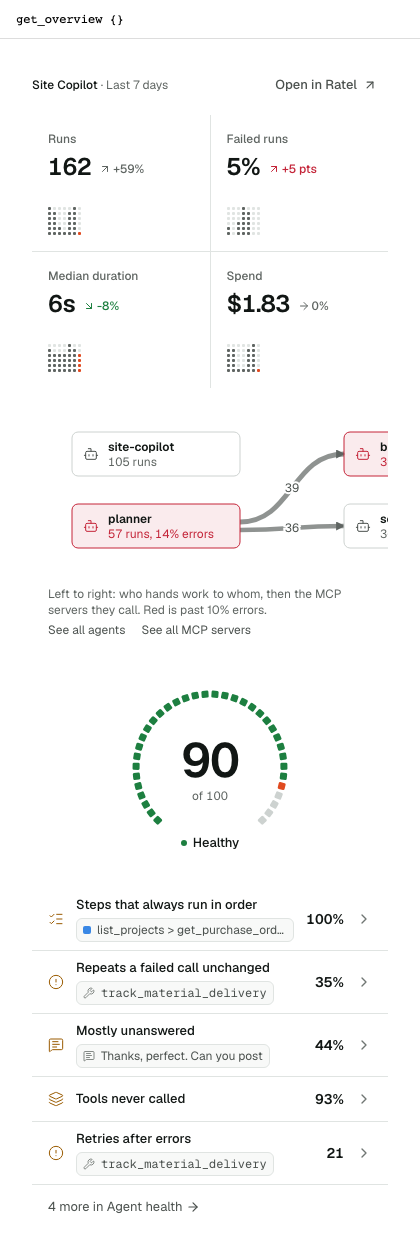 get_overview {}
Site Copilot · Last 7 days
Open in Ratel ↗
Runs
162 ↗ +59%
Failed runs
5% ↗ +5 pts
Median duration
6s ↘ -8%
Spend
$1.83 → 0%
site-copilot
105 runs
planner
57 runs, 14% errors
39
36
b
3
s
3
Left to right: who hands work to whom, then the MCP
servers they call. Red is past 10% errors.
See all agents See all MCP servers
90
of 100
Healthy
Steps that always run in order
list_projects > get_purchase_ord…
100%
Repeats a failed call unchanged
track_material_delivery
35%
Mostly unanswered
Thanks, perfect. Can you post
44%
Tools never called
93%
Retries after errors
track_material_delivery
21
4 more in Agent health →